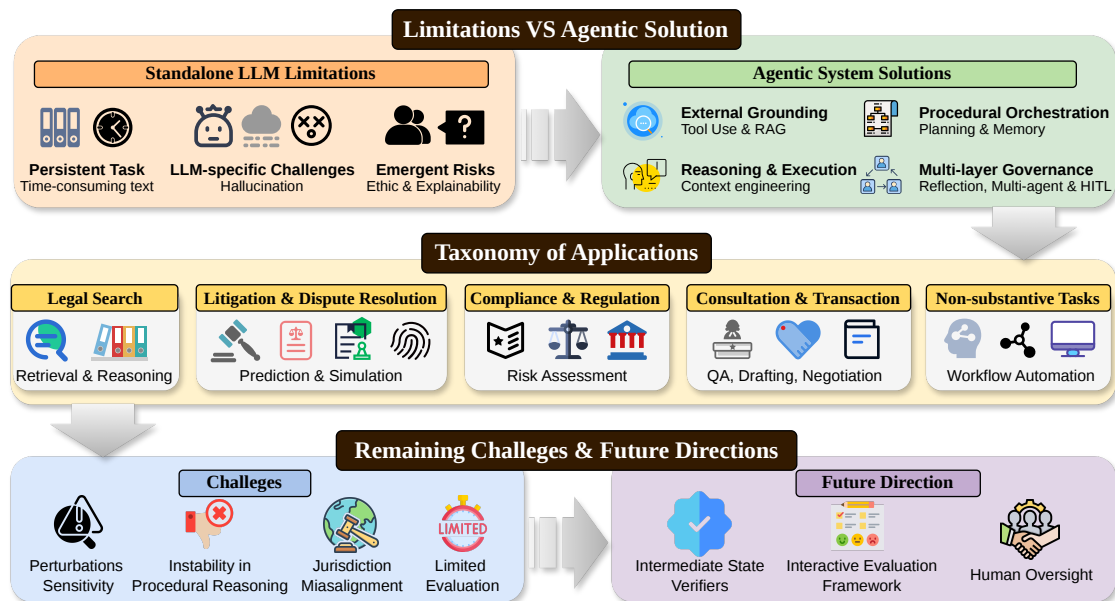 Limitations VS Agentic Solution
Standalone LLM Limitations
Persistent Task
Time-consuming text
LLM-specific Challenges
Hallucination
?
Emergent Risks
Ethic & Explainability
Agentic System Solutions
External Grounding
Tool Use & RAG
Procedural Orchestration
Planning & Memory
Reasoning & Execution
Context engineering
Multi-layer Governance
Reflection, Multi-agent & HITL
Taxonomy of Applications
Legal Search
Retrieval & Reasoning
Litigation & Dispute Resolution
Prediction & Simulation
Compliance & Regulation
Risk Assessment
Consultation & Transaction
QA, Drafting, Negotiation
Non-substantive Tasks
Workflow Automation
Remaining Challeges & Future Directions
Challeges
Perturbations
Sensitivity
Instability in
Procedural Reasoning
Jurisdiction
Miasalignment
LIMITED
Limited
Evaluation
Future Direction
Intermediate State
Verifiers
Interactive Evaluation
Framework
Human Oversight